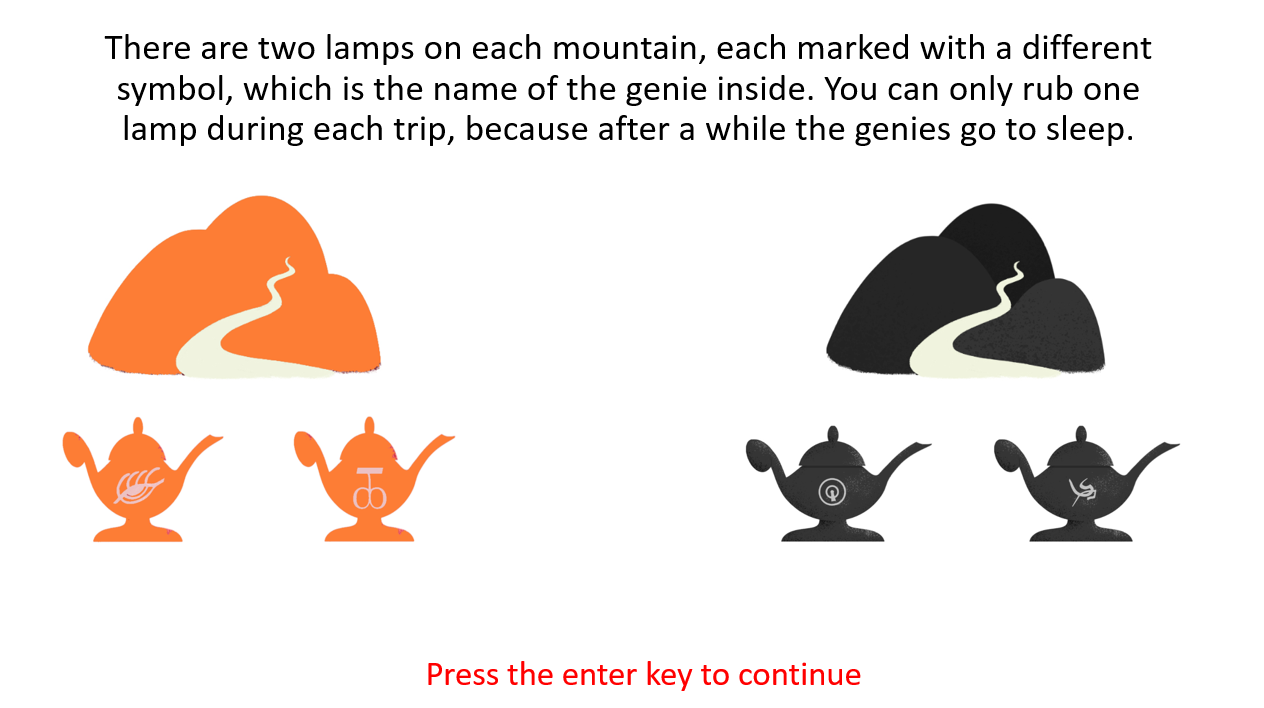 There are two lamps on each mountain, each marked with a different
symbol, which is the name of the genie inside. You can only rub one
lamp during each trip, because after a while the genies go to sleep.
Press the enter key to continue